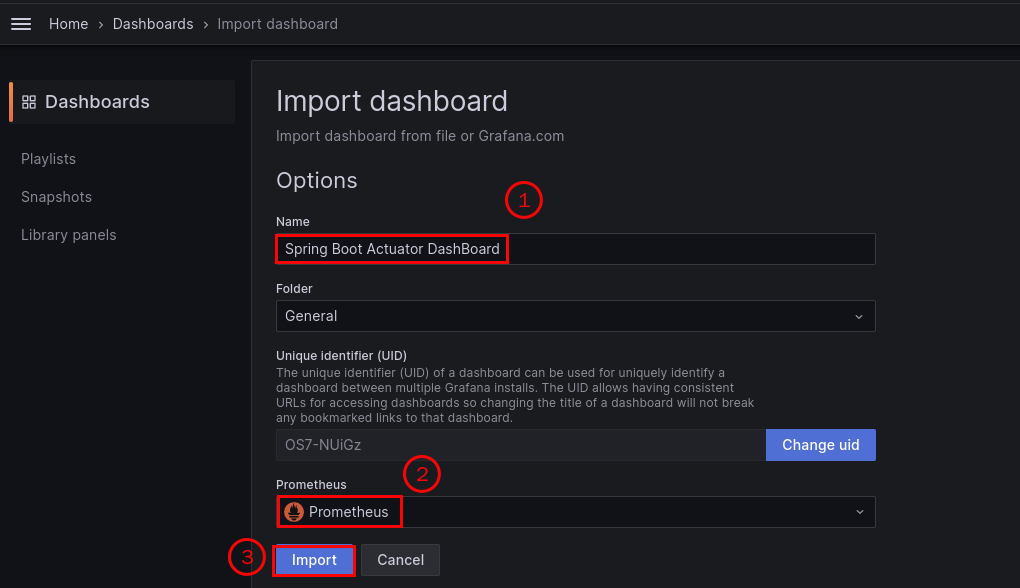 Home > Dashboards > Import dashboard
Dashboards
Playlists
Snapshots
Library panels
Import dashboard
Import dashboard from file or Grafana.com
Options
1
Name
Spring Boot Actuator DashBoard
Folder
General
Unique identifier (UID)
The unique identifier (UID) of a dashboard can be used for uniquely identify a
dashboard between multiple Grafana installs. The UID allows having consistent
URLs for accessing dashboards so changing the title of a dashboard will not break
any bookmarked links to that dashboard.
OS7-NUiGz Change uid
2
Prometheus
Prometheus
3 Import Cancel